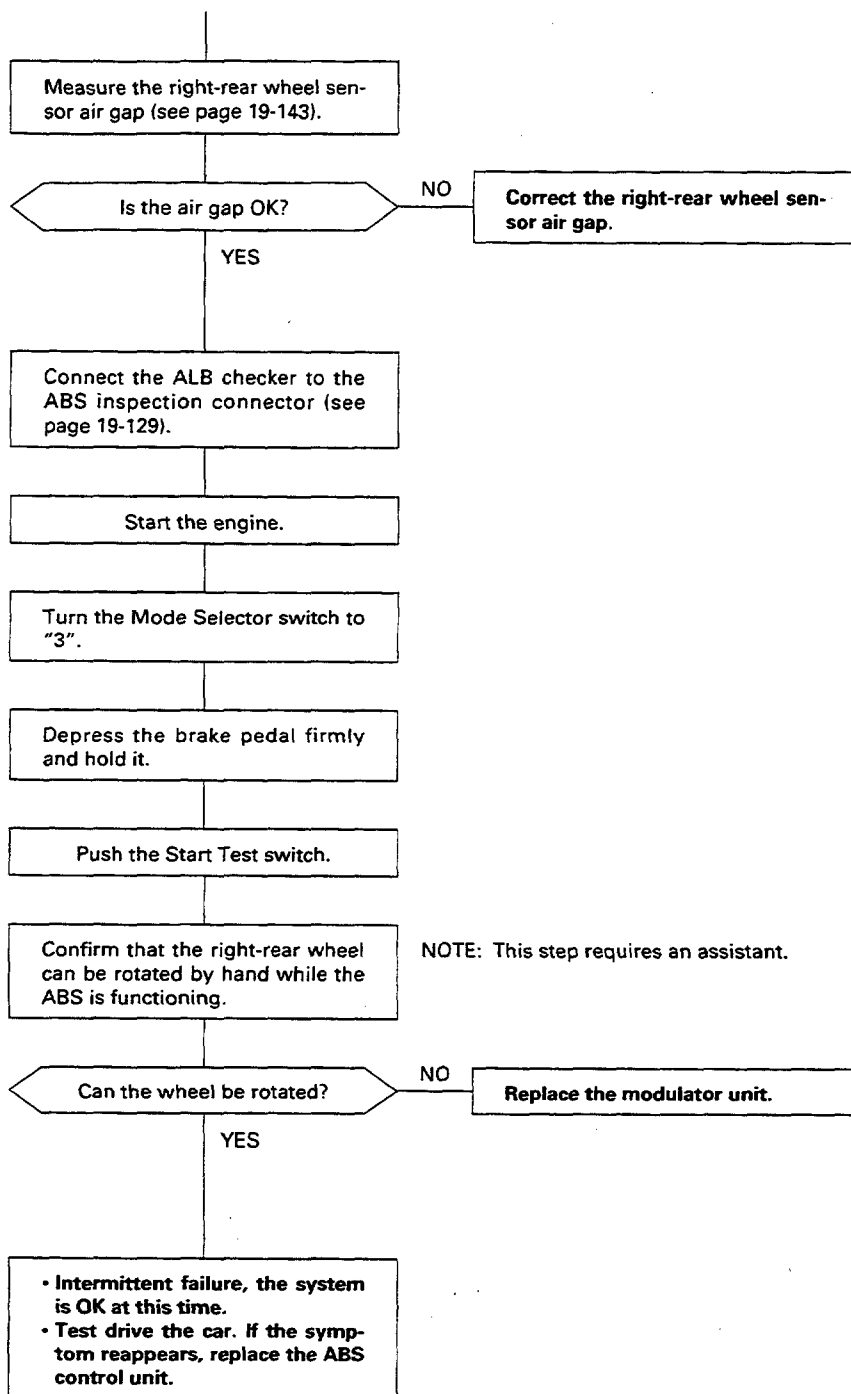 Measure the right-rear wheel sen-
sor air gap (see page 19-143).
Is the air gap OK?
NO
Correct the right-rear wheel sen-
sor air gap.
YES
Connect the ALB checker to the
ABS inspection connector (see
page 19-129).
Start the engine.
Turn the Mode Selector switch to
"3".
Depress the brake pedal firmly
and hold it.
Push the Start Test switch.
Confirm that the right-rear wheel
can be rotated by hand while the
ABS is functioning.
NOTE: This step requires an assistant.
Can the wheel be rotated?
NO
Replace the modulator unit.
YES
• Intermittent failure, the system
is OK at this time.
• Test drive the car. If the symp-
tom reappears, replace the ABS
control unit.